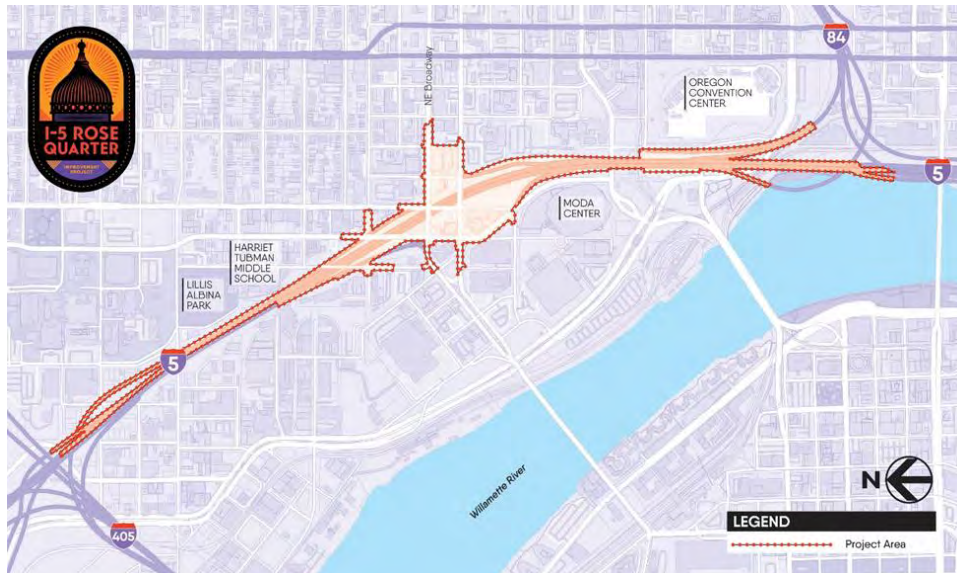 I-5 ROSE
QUARTER
IMPROVEMENT
PROJECT
84
NE Broadway
OREGON
CONVENTION
CENTER
5
MODA
CENTER
HARRIET
TUBMAN
MIDDLE
SCHOOL
LILLIS
ALBINA
PARK
5
Willamette River
N
405
LEGEND
Project Area